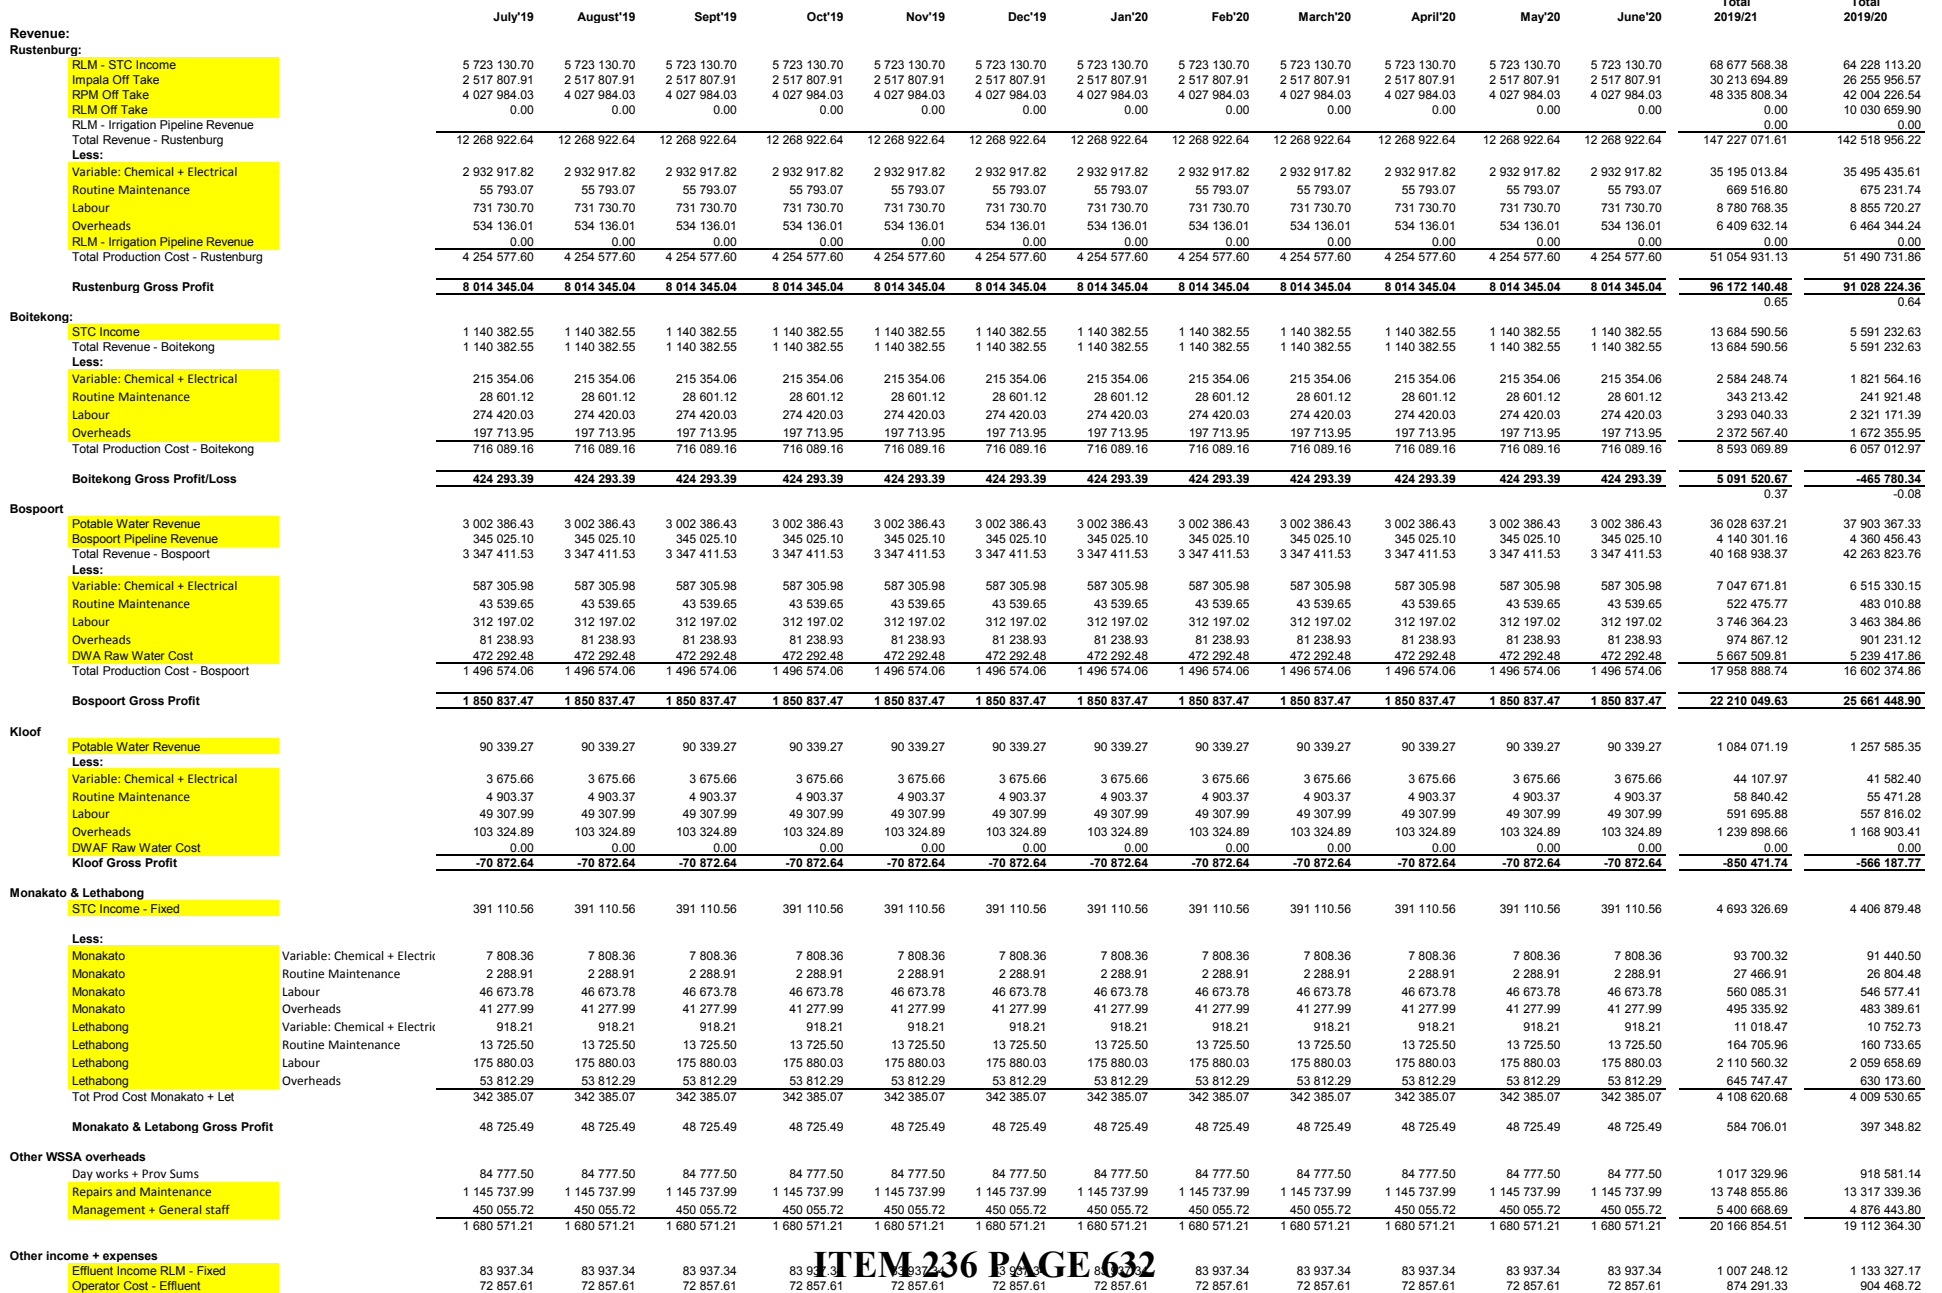 July'19 August'19 Sept'19 Oct'19 Nov'19 Dec'19 Jan'20 Feb'20 March'20 April'20 May'20 June'20 Total 2019/21 Total 2019/20
Revenue:
Rustenburg:
RLM - STC Income 5 723 130.70 5 723 130.70 5 723 130.70 5 723 130.70 5 723 130.70 5 723 130.70 5 723 130.70 5 723 130.70 5 723 130.70 5 723 130.70 5 723 130.70 5 723 130.70 68 677 568.38 64 228 113.20
Impala Off Take 2 517 807.91 2 517 807.91 2 517 807.91 2 517 807.91 2 517 807.91 2 517 807.91 2 517 807.91 2 517 807.91 2 517 807.91 2 517 807.91 2 517 807.91 2 517 807.91 30 213 694.89 26 255 956.57
RPM Off Take 4 027 984.03 4 027 984.03 4 027 984.03 4 027 984.03 4 027 984.03 4 027 984.03 4 027 984.03 4 027 984.03 4 027 984.03 4 027 984.03 4 027 984.03 4 027 984.03 48 335 808.34 42 004 226.54
RLM Off Take 0.00 0.00 0.00 0.00 0.00 0.00 0.00 0.00 0.00 0.00 0.00 0.00 0.00 10 030 659.90
RLM - Irrigation Pipeline Revenue 0.00 0.00
Total Revenue - Rustenburg 12 268 922.64 12 268 922.64 12 268 922.64 12 268 922.64 12 268 922.64 12 268 922.64 12 268 922.64 12 268 922.64 12 268 922.64 12 268 922.64 12 268 922.64 12 268 922.64 147 227 071.61 142 518 956.22
Less:
Variable: Chemical + Electrical 2 932 917.82 2 932 917.82 2 932 917.82 2 932 917.82 2 932 917.82 2 932 917.82 2 932 917.82 2 932 917.82 2 932 917.82 2 932 917.82 2 932 917.82 2 932 917.82 35 195 013.84 35 495 435.61
Routine Maintenance 55 793.07 55 793.07 55 793.07 55 793.07 55 793.07 55 793.07 55 793.07 55 793.07 55 793.07 55 793.07 55 793.07 55 793.07 669 516.80 675 231.74
Labour 731 730.70 731 730.70 731 730.70 731 730.70 731 730.70 731 730.70 731 730.70 731 730.70 731 730.70 731 730.70 731 730.70 731 730.70 8 780 768.35 8 855 720.27
Overheads 534 136.01 534 136.01 534 136.01 534 136.01 534 136.01 534 136.01 534 136.01 534 136.01 534 136.01 534 136.01 534 136.01 534 136.01 6 409 632.14 6 464 344.24
RLM - Irrigation Pipeline Revenue 0.00 0.00 0.00 0.00 0.00 0.00 0.00 0.00 0.00 0.00 0.00 0.00 0.00 0.00
Total Production Cost - Rustenburg 4 254 577.60 4 254 577.60 4 254 577.60 4 254 577.60 4 254 577.60 4 254 577.60 4 254 577.60 4 254 577.60 4 254 577.60 4 254 577.60 4 254 577.60 4 254 577.60 51 054 931.13 51 490 731.86
Rustenburg Gross Profit 8 014 345.04 8 014 345.04 8 014 345.04 8 014 345.04 8 014 345.04 8 014 345.04 8 014 345.04 8 014 345.04 8 014 345.04 8 014 345.04 8 014 345.04 8 014 345.04 96 172 140.48 91 028 224.36
0.65 0.64
Boitekong:
STC Income 1 140 382.55 1 140 382.55 1 140 382.55 1 140 382.55 1 140 382.55 1 140 382.55 1 140 382.55 1 140 382.55 1 140 382.55 1 140 382.55 1 140 382.55 1 140 382.55 13 684 590.56 5 591 232.63
Total Revenue - Boitekong 1 140 382.55 1 140 382.55 1 140 382.55 1 140 382.55 1 140 382.55 1 140 382.55 1 140 382.55 1 140 382.55 1 140 382.55 1 140 382.55 1 140 382.55 1 140 382.55 13 684 590.56 5 591 232.63
Less:
Variable: Chemical + Electrical 215 354.06 215 354.06 215 354.06 215 354.06 215 354.06 215 354.06 215 354.06 215 354.06 215 354.06 215 354.06 215 354.06 215 354.06 2 584 248.74 1 821 564.16
Routine Maintenance 28 601.12 28 601.12 28 601.12 28 601.12 28 601.12 28 601.12 28 601.12 28 601.12 28 601.12 28 601.12 28 601.12 28 601.12 343 213.42 241 921.48
Labour 274 420.03 274 420.03 274 420.03 274 420.03 274 420.03 274 420.03 274 420.03 274 420.03 274 420.03 274 420.03 274 420.03 274 420.03 3 293 040.33 2 321 171.39
Overheads 197 713.95 197 713.95 197 713.95 197 713.95 197 713.95 197 713.95 197 713.95 197 713.95 197 713.95 197 713.95 197 713.95 197 713.95 2 372 567.40 1 672 355.95
Total Production Cost - Boitekong 716 089.16 716 089.16 716 089.16 716 089.16 716 089.16 716 089.16 716 089.16 716 089.16 716 089.16 716 089.16 716 089.16 716 089.16 8 593 069.89 6 057 012.97
Boitekong Gross Profit/Loss 424 293.39 424 293.39 424 293.39 424 293.39 424 293.39 424 293.39 424 293.39 424 293.39 424 293.39 424 293.39 424 293.39 424 293.39 5 091 520.67 -465 780.34
0.37 -0.08
Bospoort
Potable Water Revenue 3 002 386.43 3 002 386.43 3 002 386.43 3 002 386.43 3 002 386.43 3 002 386.43 3 002 386.43 3 002 386.43 3 002 386.43 3 002 386.43 3 002 386.43 3 002 386.43 36 028 637.21 37 903 367.33
Bospoort Pipeline Revenue 345 025.10 345 025.10 345 025.10 345 025.10 345 025.10 345 025.10 345 025.10 345 025.10 345 025.10 345 025.10 345 025.10 345 025.10 4 140 301.16 4 360 456.43
Total Revenue - Bospoort 3 347 411.53 3 347 411.53 3 347 411.53 3 347 411.53 3 347 411.53 3 347 411.53 3 347 411.53 3 347 411.53 3 347 411.53 3 347 411.53 3 347 411.53 3 347 411.53 40 168 938.37 42 263 823.76
Less:
Variable: Chemical + Electrical 587 305.98 587 305.98 587 305.98 587 305.98 587 305.98 587 305.98 587 305.98 587 305.98 587 305.98 587 305.98 587 305.98 587 305.98 7 047 671.81 6 515 330.15
Routine Maintenance 43 539.65 43 539.65 43 539.65 43 539.65 43 539.65 43 539.65 43 539.65 43 539.65 43 539.65 43 539.65 43 539.65 43 539.65 522 475.77 483 010.88
Labour 312 197.02 312 197.02 312 197.02 312 197.02 312 197.02 312 197.02 312 197.02 312 197.02 312 197.02 312 197.02 312 197.02 312 197.02 3 746 364.23 3 463 384.86
Overheads 81 238.93 81 238.93 81 238.93 81 238.93 81 238.93 81 238.93 81 238.93 81 238.93 81 238.93 81 238.93 81 238.93 81 238.93 974 867.12 901 231.12
DWA Raw Water Cost 472 292.48 472 292.48 472 292.48 472 292.48 472 292.48 472 292.48 472 292.48 472 292.48 472 292.48 472 292.48 472 292.48 472 292.48 5 667 509.81 5 239 417.86
Total Production Cost - Bospoort 1 496 574.06 1 496 574.06 1 496 574.06 1 496 574.06 1 496 574.06 1 496 574.06 1 496 574.06 1 496 574.06 1 496 574.06 1 496 574.06 1 496 574.06 1 496 574.06 17 958 888.74 16 602 374.86
Bospoort Gross Profit 1 850 837.47 1 850 837.47 1 850 837.47 1 850 837.47 1 850 837.47 1 850 837.47 1 850 837.47 1 850 837.47 1 850 837.47 1 850 837.47 1 850 837.47 1 850 837.47 22 210 049.63 25 661 448.90
Kloof
Potable Water Revenue 90 339.27 90 339.27 90 339.27 90 339.27 90 339.27 90 339.27 90 339.27 90 339.27 90 339.27 90 339.27 90 339.27 90 339.27 1 084 071.19 1 257 585.35
Less:
Variable: Chemical + Electrical 3 675.66 3 675.66 3 675.66 3 675.66 3 675.66 3 675.66 3 675.66 3 675.66 3 675.66 3 675.66 3 675.66 3 675.66 44 107.97 41 582.40
Routine Maintenance 4 903.37 4 903.37 4 903.37 4 903.37 4 903.37 4 903.37 4 903.37 4 903.37 4 903.37 4 903.37 4 903.37 4 903.37 58 840.42 55 471.28
Labour 49 307.99 49 307.99 49 307.99 49 307.99 49 307.99 49 307.99 49 307.99 49 307.99 49 307.99 49 307.99 49 307.99 49 307.99 591 695.88 557 816.02
Overheads 103 324.89 103 324.89 103 324.89 103 324.89 103 324.89 103 324.89 103 324.89 103 324.89 103 324.89 103 324.89 103 324.89 103 324.89 1 239 898.66 1 168 903.41
DWAF Raw Water Cost 0.00 0.00 0.00 0.00 0.00 0.00 0.00 0.00 0.00 0.00 0.00 0.00 0.00 0.00
Kloof Gross Profit -70 872.64 -70 872.64 -70 872.64 -70 872.64 -70 872.64 -70 872.64 -70 872.64 -70 872.64 -70 872.64 -70 872.64 -70 872.64 -70 872.64 -850 471.74 -566 187.77
Monakato & Lethabong
STC Income - Fixed 391 110.56 391 110.56 391 110.56 391 110.56 391 110.56 391 110.56 391 110.56 391 110.56 391 110.56 391 110.56 391 110.56 391 110.56 4 693 326.69 4 406 879.48
Less:
Monakato Variable: Chemical + Electric 7 808.36 7 808.36 7 808.36 7 808.36 7 808.36 7 808.36 7 808.36 7 808.36 7 808.36 7 808.36 7 808.36 7 808.36 93 700.32 91 440.50
Monakato Routine Maintenance 2 288.91 2 288.91 2 288.91 2 288.91 2 288.91 2 288.91 2 288.91 2 288.91 2 288.91 2 288.91 2 288.91 2 288.91 27 466.91 26 804.48
Monakato Labour 46 673.78 46 673.78 46 673.78 46 673.78 46 673.78 46 673.78 46 673.78 46 673.78 46 673.78 46 673.78 46 673.78 46 673.78 560 085.31 546 577.41
Monakato Overheads 41 277.99 41 277.99 41 277.99 41 277.99 41 277.99 41 277.99 41 277.99 41 277.99 41 277.99 41 277.99 41 277.99 41 277.99 495 335.92 483 389.61
Lethabong Variable: Chemical + Electric 918.21 918.21 918.21 918.21 918.21 918.21 918.21 918.21 918.21 918.21 918.21 918.21 11 018.47 10 752.73
Lethabong Routine Maintenance 13 725.50 13 725.50 13 725.50 13 725.50 13 725.50 13 725.50 13 725.50 13 725.50 13 725.50 13 725.50 13 725.50 13 725.50 164 705.96 160 733.65
Lethabong Labour 175 880.03 175 880.03 175 880.03 175 880.03 175 880.03 175 880.03 175 880.03 175 880.03 175 880.03 175 880.03 175 880.03 175 880.03 2 110 560.32 2 059 658.69
Lethabong Overheads 53 812.29 53 812.29 53 812.29 53 812.29 53 812.29 53 812.29 53 812.29 53 812.29 53 812.29 53 812.29 53 812.29 53 812.29 645 747.47 630 173.60
Tot Prod Cost Monakato + Let 342 385.07 342 385.07 342 385.07 342 385.07 342 385.07 342 385.07 342 385.07 342 385.07 342 385.07 342 385.07 342 385.07 342 385.07 4 108 620.68 4 009 530.65
Monakato & Letabong Gross Profit 48 725.49 48 725.49 48 725.49 48 725.49 48 725.49 48 725.49 48 725.49 48 725.49 48 725.49 48 725.49 48 725.49 48 725.49 584 706.01 397 348.82
Other WSSA overheads
Day works + Prov Sums 84 777.50 84 777.50 84 777.50 84 777.50 84 777.50 84 777.50 84 777.50 84 777.50 84 777.50 84 777.50 84 777.50 84 777.50 1 017 329.96 918 581.14
Repairs and Maintenance 1 145 737.99 1 145 737.99 1 145 737.99 1 145 737.99 1 145 737.99 1 145 737.99 1 145 737.99 1 145 737.99 1 145 737.99 1 145 737.99 1 145 737.99 1 145 737.99 13 748 855.86 13 317 339.36
Management + General staff 450 055.72 450 055.72 450 055.72 450 055.72 450 055.72 450 055.72 450 055.72 450 055.72 450 055.72 450 055.72 450 055.72 450 055.72 5 400 668.69 4 876 443.80
1 680 571.21 1 680 571.21 1 680 571.21 1 680 571.21 1 680 571.21 1 680 571.21 1 680 571.21 1 680 571.21 1 680 571.21 1 680 571.21 1 680 571.21 1 680 571.21 20 166 854.51 19 112 364.30
Other income + expenses
ITEM 236 PAGE 632
Effluent Income RLM - Fixed 83 937.34 83 937.34 83 937.34 83 937.34 83 937.34 83 937.34 83 937.34 83 937.34 1 007 248.12 1 133 327.17
Operator Cost - Effluent 72 857.61 72 857.61 72 857.61 72 857.61 72 857.61 72 857.61 72 857.61 72 857.61 72 857.61 72 857.61 72 857.61 72 857.61 874 291.33 904 468.72